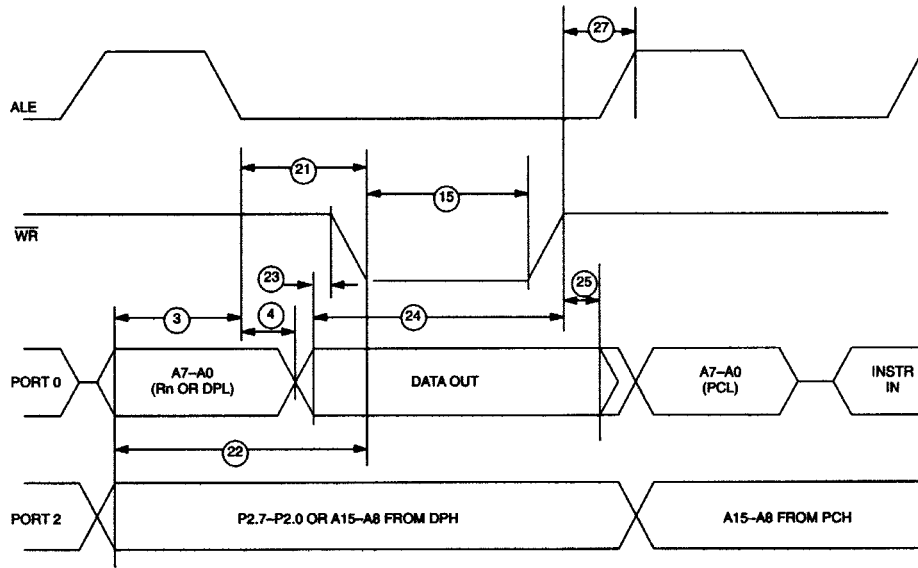 27
ALE
21
15
WR
23
25
3
4
24
PORT 0
A7–A0
(Rn OR DPL)
DATA OUT
A7–A0
(PCL)
INSTR
IN
22
PORT 2
P2.7–P2.0 OR A15–A8 FROM DPH
A15–A8 FROM PCH